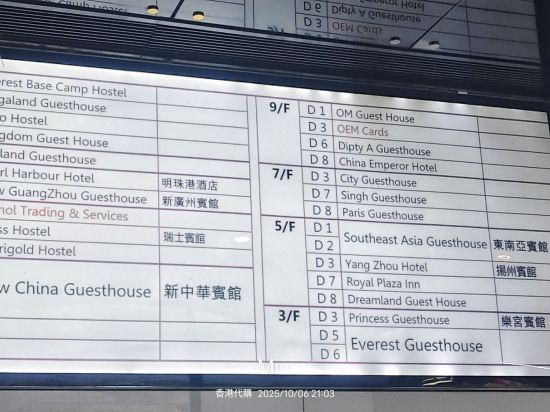 D 6 Dipty A Guesthouse
D 3 OEM Cards
erest Base Camp Hostel
galand Guesthouse
o Hostel
gdom Guest House
land Guesthouse
rl Harbour Hotel 明珠港酒店
w GuangZhou Guesthouse 新廣州賓館
nol Trading & Services
ss Hostel 瑞士賓館
rigold Hostel
w China Guesthouse 新中華賓館
9/F D 1 OM Guest House
D 3 OEM Cards
D 6 Dipty A Guesthouse
D 8 China Emperor Hotel
7/F D 3 City Guesthouse
D 7 Singh Guesthouse
D 8 Paris Guesthouse
5/F D 1
D 2 Southeast Asia Guesthouse 東南亞賓館
D 3 Yang Zhou Hotel 揚州賓館
D 7 Royal Plaza Inn
D 8 Dreamland Guest House
3/F D 3 Princess Guesthouse 樂宮賓館
D 5
D 6 Everest Guesthouse
香港代購 2025/10/06 21:03